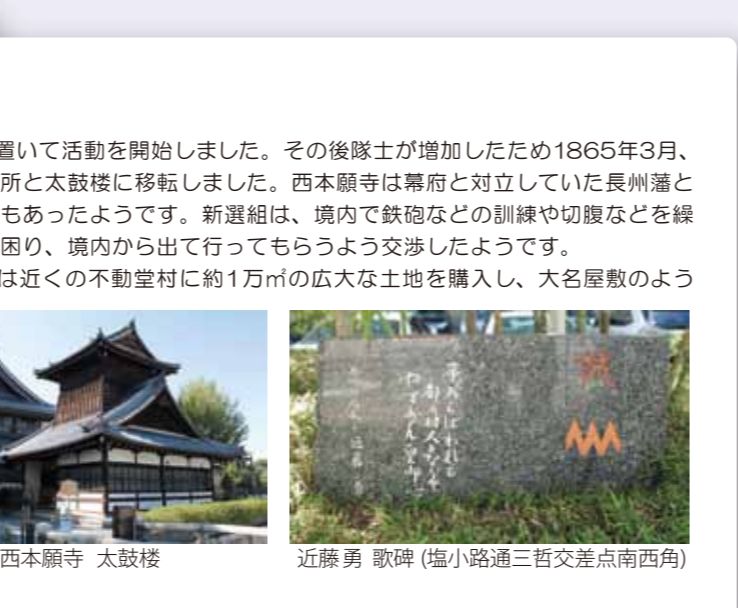 置いて活動を開始しました。その後隊士が増加したため1865年3月、
所と太鼓楼に移転しました。西本願寺は幕府と対立していた長州藩と
もあったようです。新選組は、境内で鉄砲などの訓練や切腹などを繰
困り、境内から出て行ってもらうよう交渉したようです。
は近くの不動堂村に約1万㎡の広大な土地を購入し、大名屋敷のよう
西本願寺 太鼓楼
近藤勇 歌碑 (塩小路通三哲交差点南西角)